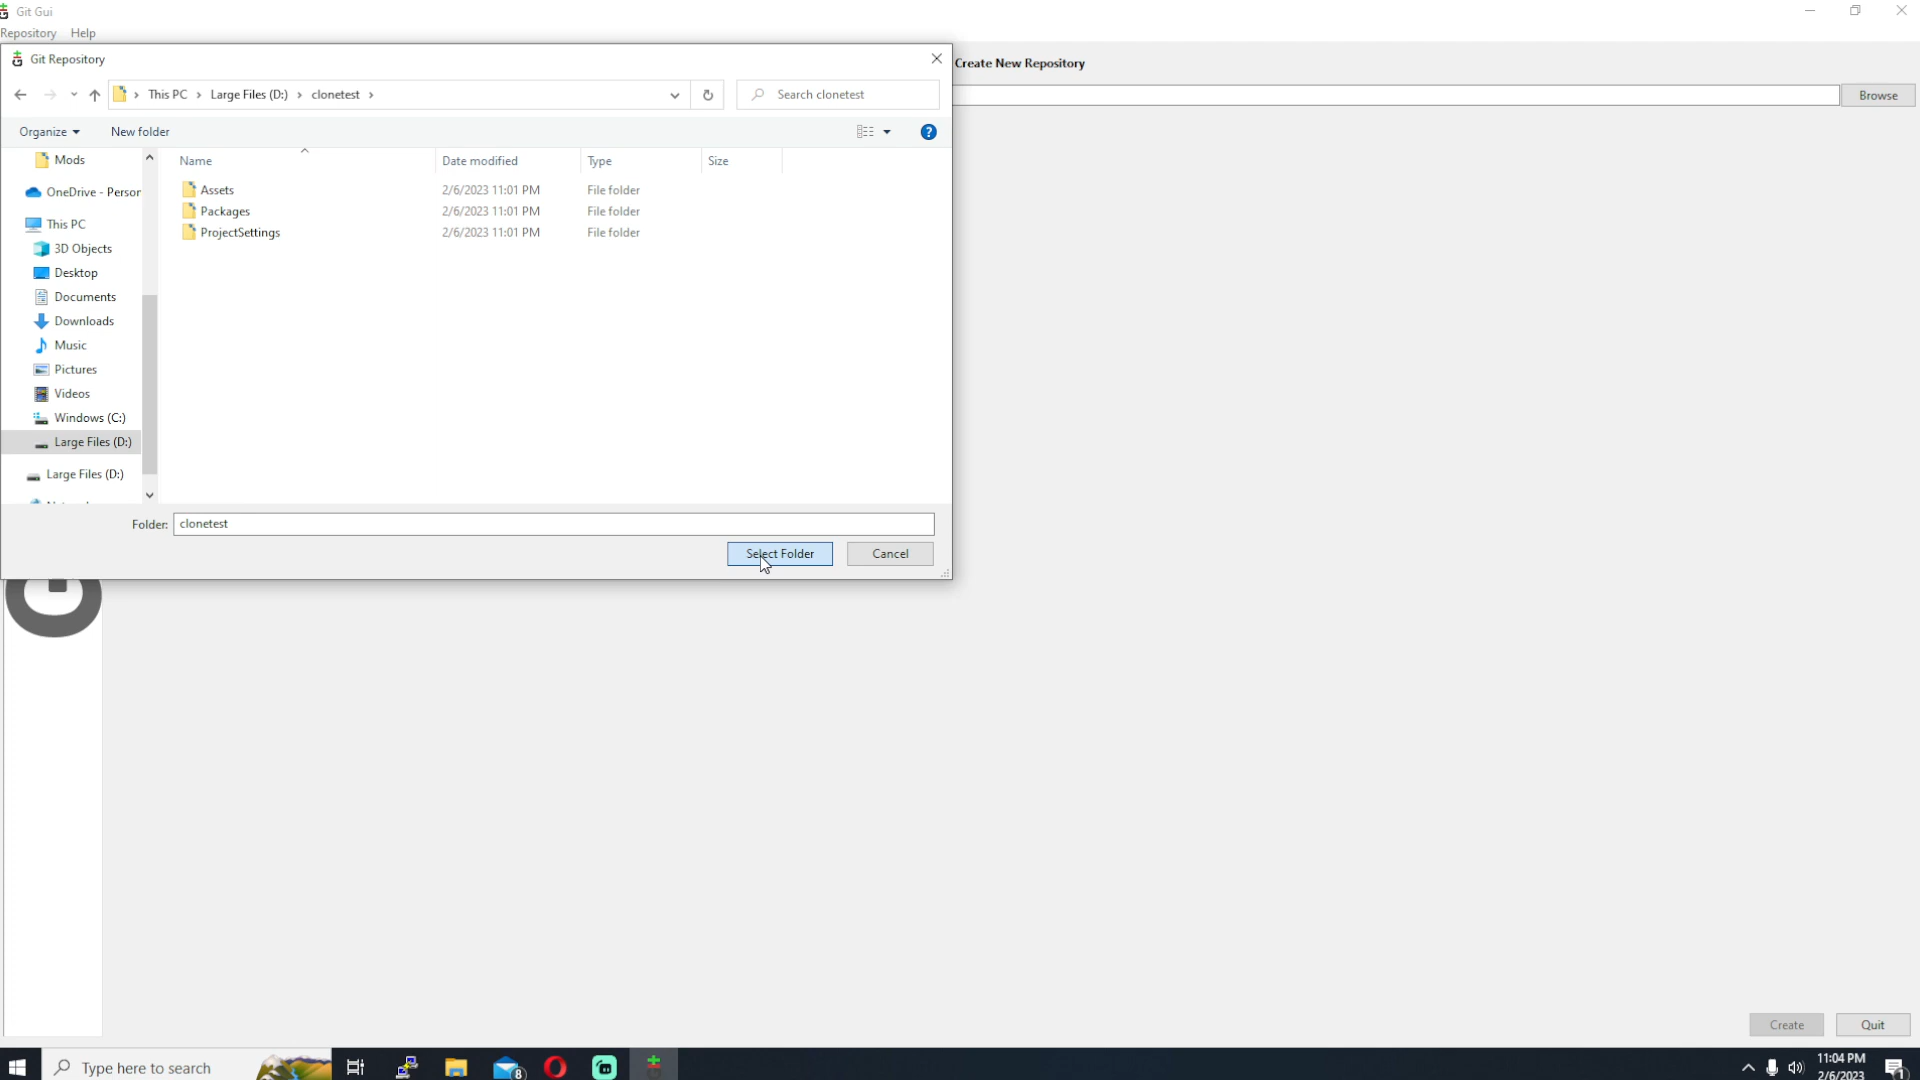 Git Gui
Repository Help
Git Repository
Create New Repository
This PC > Large Files (D:) > clonetest >
Search clonetest
Browse
Organize
New folder
Mods
OneDrive - Person
This PC
3D Objects
Desktop
Documents
Downloads
Music
Pictures
Videos
Windows (C:)
Large Files (D:)
Large Files (D:)
Name Date modified Type Size
Assets 2/6/2023 11:01 PM File folder
Packages 2/6/2023 11:01 PM File folder
ProjectSettings 2/6/2023 11:01 PM File folder
Folder: clonetest
Select Folder Cancel
Create Quit
Type here to search
8
11:04 PM
2/6/2023
1